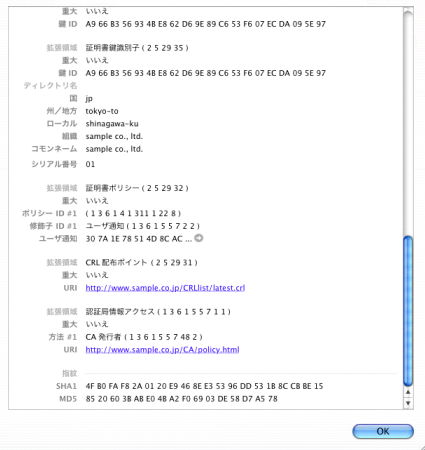 重大 いいえ
鍵 ID A9 66 B3 56 93 4B E8 62 D6 9E 89 C6 53 F6 07 EC DA 09 5E 97
拡張領域 証明書鍵識別子 ( 2 5 29 35 )
重大 いいえ
鍵 ID A9 66 B3 56 93 4B E8 62 D6 9E 89 C6 53 F6 07 EC DA 09 5E 97
ディレクトリ名
国 jp
州／地方 tokyo-to
ローカル shinagawa-ku
組織 sample co., ltd.
コモンネーム sample co., ltd.
シリアル番号 01
拡張領域 証明書ポリシー ( 2 5 29 32 )
重大 いいえ
ポリシー ID #1 ( 1 3 6 1 4 1 311 1 22 8 )
修飾子 ID #1 ユーザ通知 ( 1 3 6 1 5 5 7 2 2 )
ユーザ通知 30 7A 1E 78 51 4D 8C AC ...
拡張領域 CRL 配布ポイント ( 2 5 29 31 )
重大 いいえ
URI http://www.sample.co.jp/CRLlist/latest.crl
拡張領域 認証局情報アクセス ( 1 3 6 1 5 5 7 1 1 )
重大 いいえ
方法 #1 CA 発行者 ( 1 3 6 1 5 5 7 48 2 )
URI http://www.sample.co.jp/CA/policy.html
指紋
SHA1 4F B0 FA F8 2A 01 20 E9 46 8E E3 53 96 DD 53 1B 8C CB BE 15
MD5 85 20 60 3B AB E0 4B A2 F0 69 03 DE 58 D7 A5 78
OK